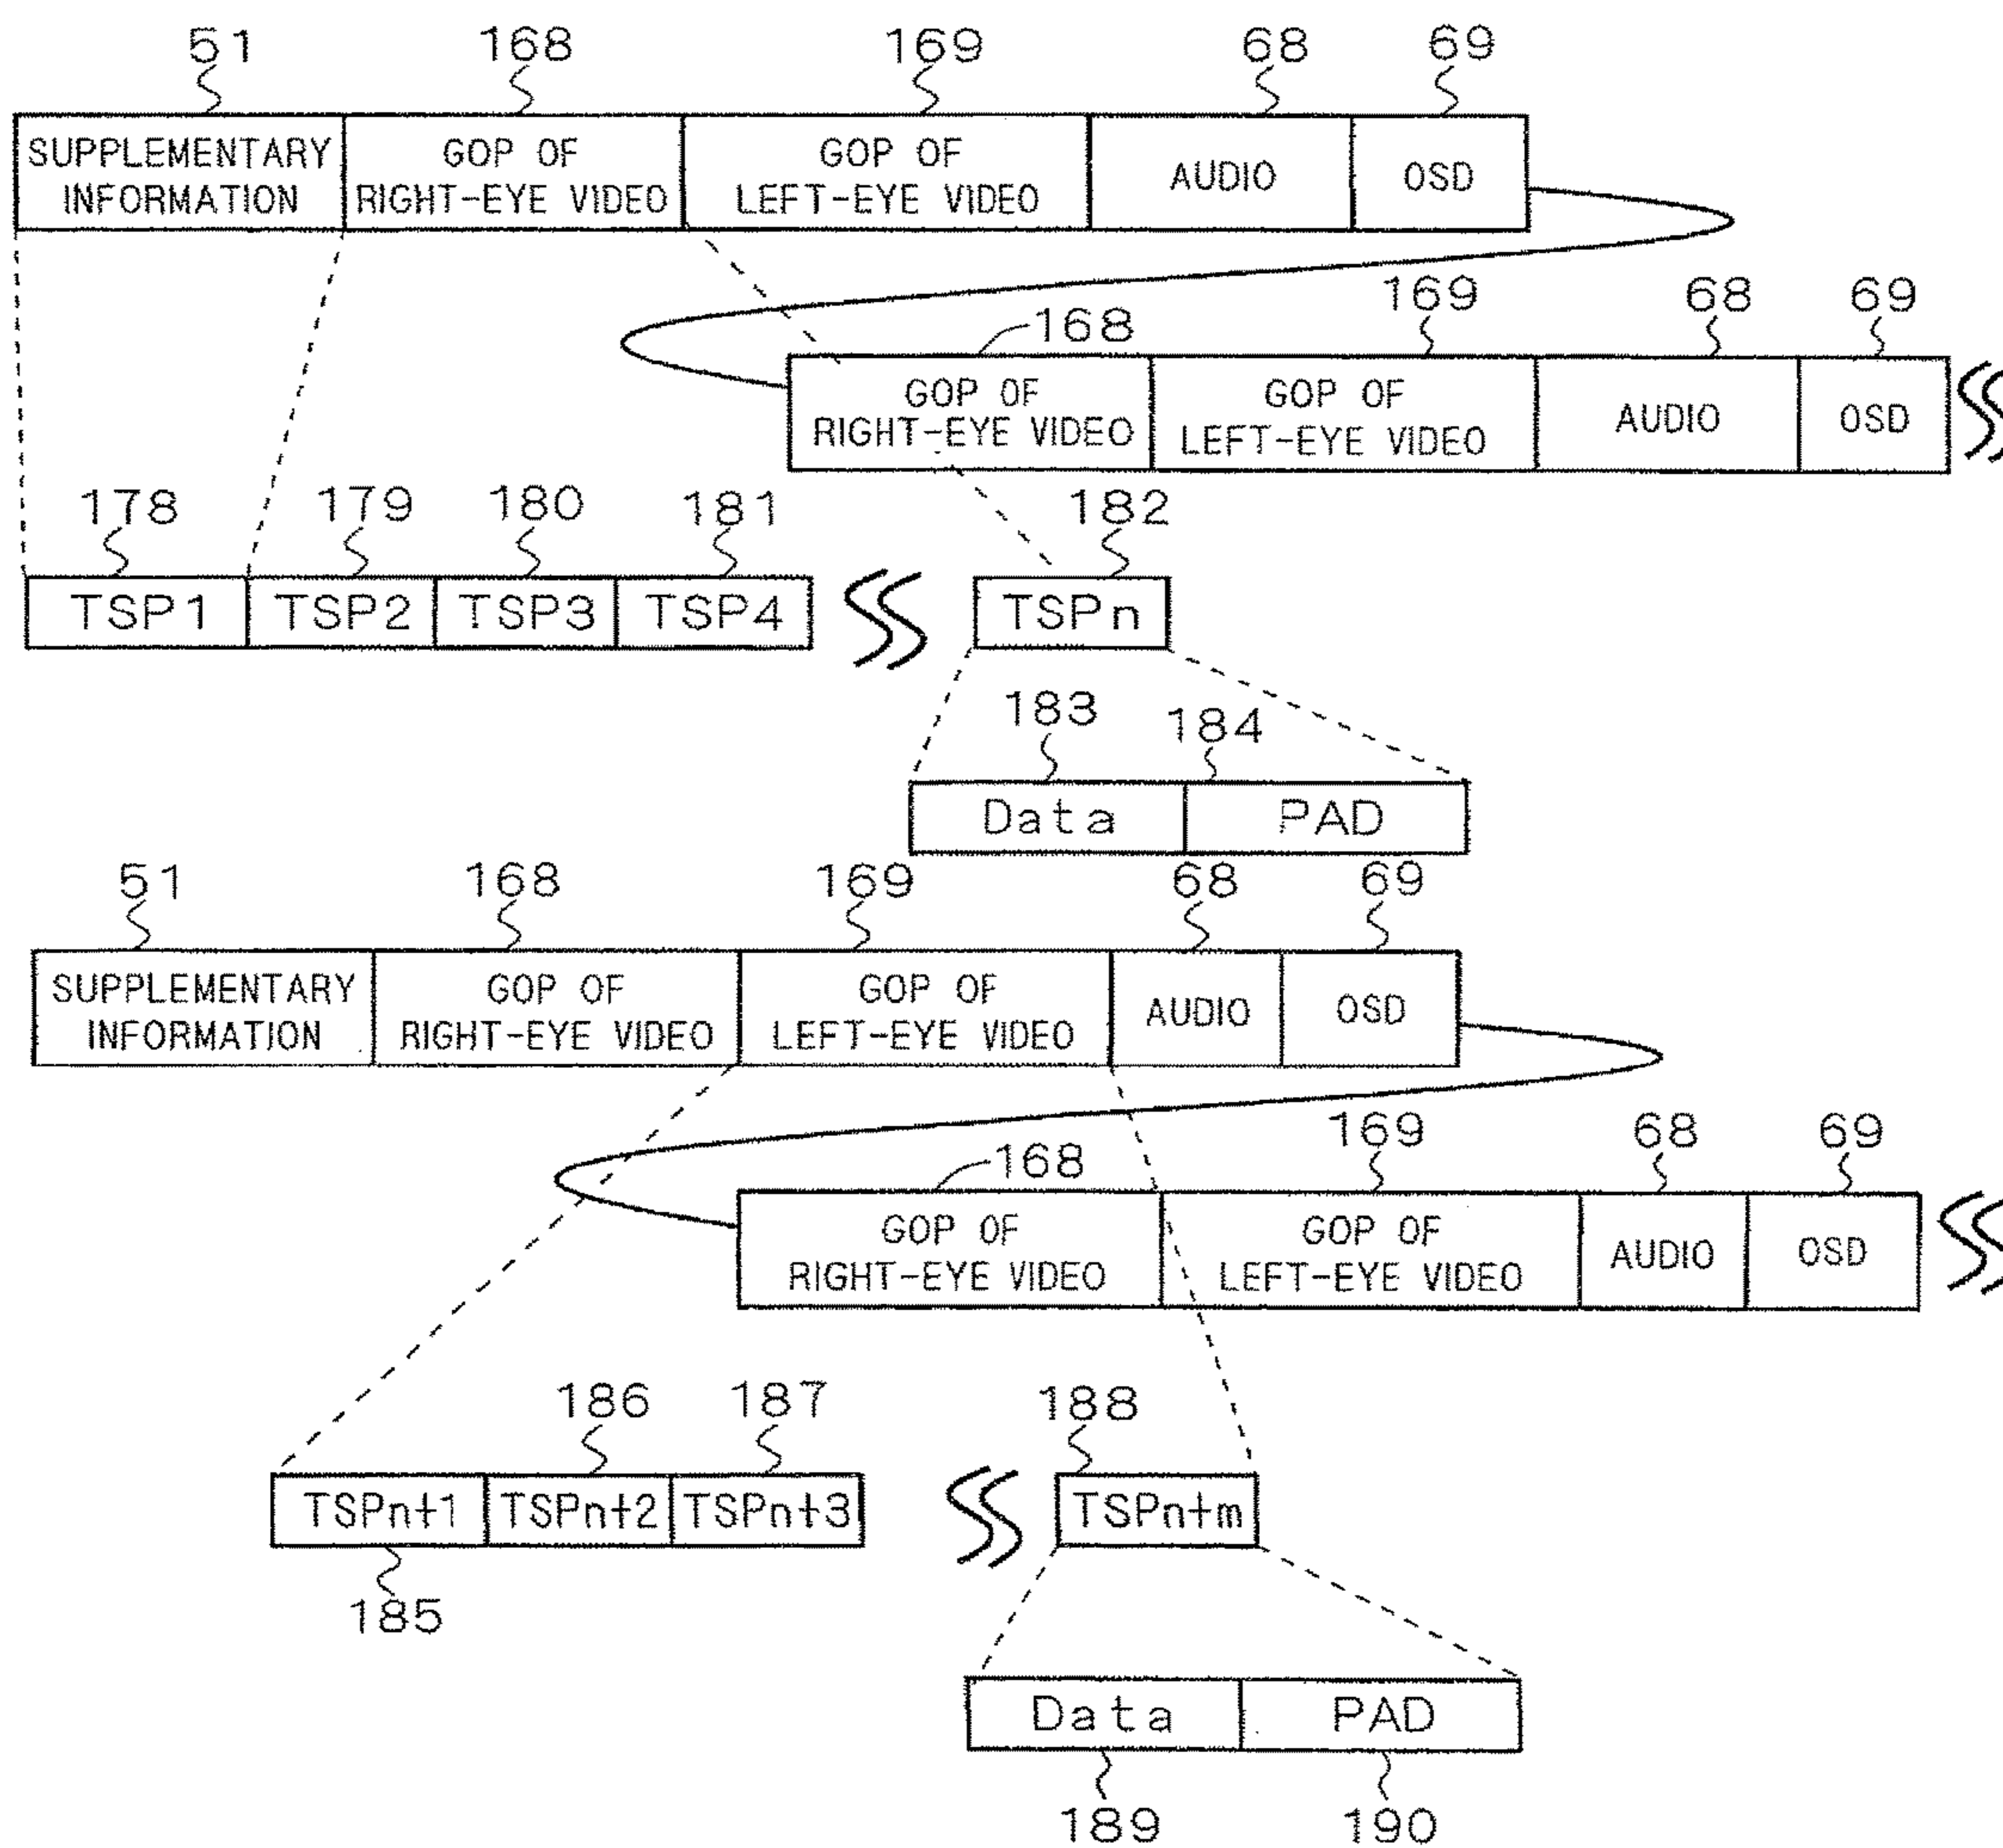 51 168 169 68 69
SUPPLEMENTARY INFORMATION GOP OF RIGHT-EYE VIDEO GOP OF LEFT-EYE VIDEO AUDIO OSD
168 169 68 69
GOP OF RIGHT-EYE VIDEO GOP OF LEFT-EYE VIDEO AUDIO OSD
178 179 180 181 182
TSP1 TSP2 TSP3 TSP4 TSPn
183 184
Data PAD
51 168 169 68 69
SUPPLEMENTARY INFORMATION GOP OF RIGHT-EYE VIDEO GOP OF LEFT-EYE VIDEO AUDIO OSD
168 169 68 69
GOP OF RIGHT-EYE VIDEO GOP OF LEFT-EYE VIDEO AUDIO OSD
186 187 188
TSPn+1 TSPn+2 TSPn+3 TSPn+m
185
Data PAD
189 190